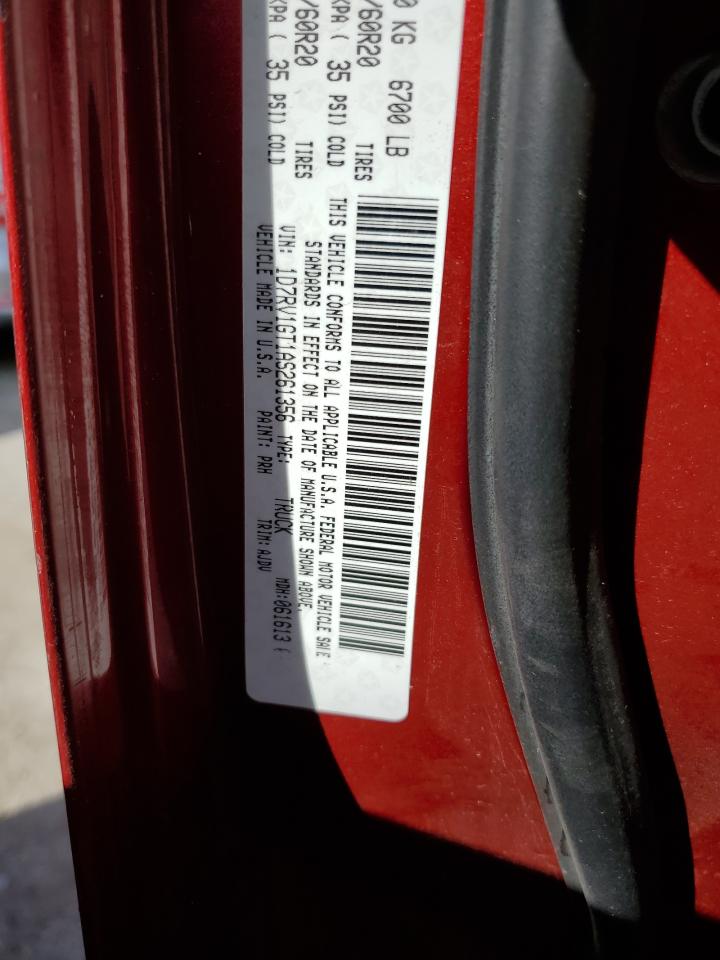 0 KG 6700 LB
/60R20 TIRES
KPA ( 35 PSI) COLD
/60R20 TIRES
KPA ( 35 PSI) COLD
THIS VEHICLE CONFORMS TO ALL APPLICABLE U.S.A. FEDERAL MOTOR VEHICLE SAFE
STANDARDS IN EFFECT ON THE DATE OF MANUFACTURE SHOWN ABOVE.
VIN: 1D7RV1GT1AS261356 TYPE: TRUCK MDH:061613 (
VEHICLE MADE IN U.S.A. PAINT: PRH TRIM:AJDV